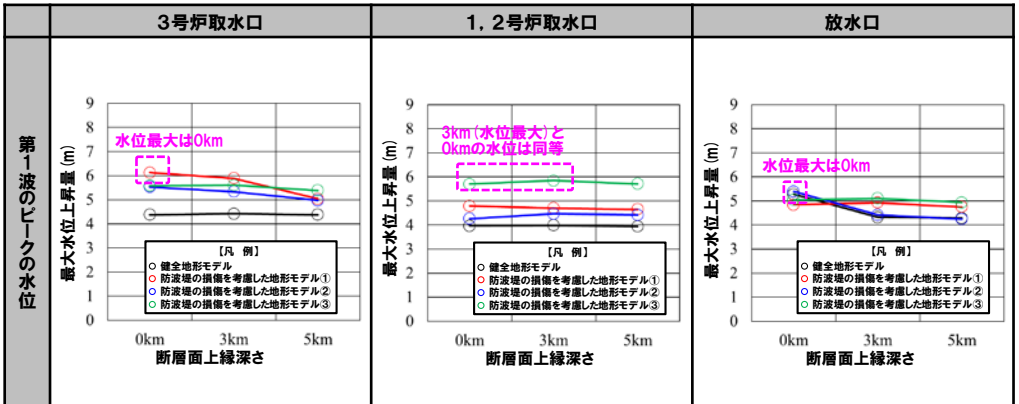 3号炉取水口
1,2号炉取水口
放水口
第1波のピークの水位
最大水位上昇量(m)
9
8
7
6
5
4
3
2
1
0
水位最大は0km
【凡 例】
健全地形モデル
防波堤の損傷を考慮した地形モデル①
防波堤の損傷を考慮した地形モデル②
防波堤の損傷を考慮した地形モデル③
0km
3km
5km
断層面上縁深さ
最大水位上昇量(m)
9
8
7
6
5
4
3
2
1
0
3km(水位最大)と
0kmの水位は同等
【凡 例】
健全地形モデル
防波堤の損傷を考慮した地形モデル①
防波堤の損傷を考慮した地形モデル②
防波堤の損傷を考慮した地形モデル③
0km
3km
5km
断層面上縁深さ
最大水位上昇量(m)
9
8
7
6
5
4
3
2
1
0
水位最大は0km
【凡 例】
健全地形モデル
防波堤の損傷を考慮した地形モデル①
防波堤の損傷を考慮した地形モデル②
防波堤の損傷を考慮した地形モデル③
0km
3km
5km
断層面上縁深さ